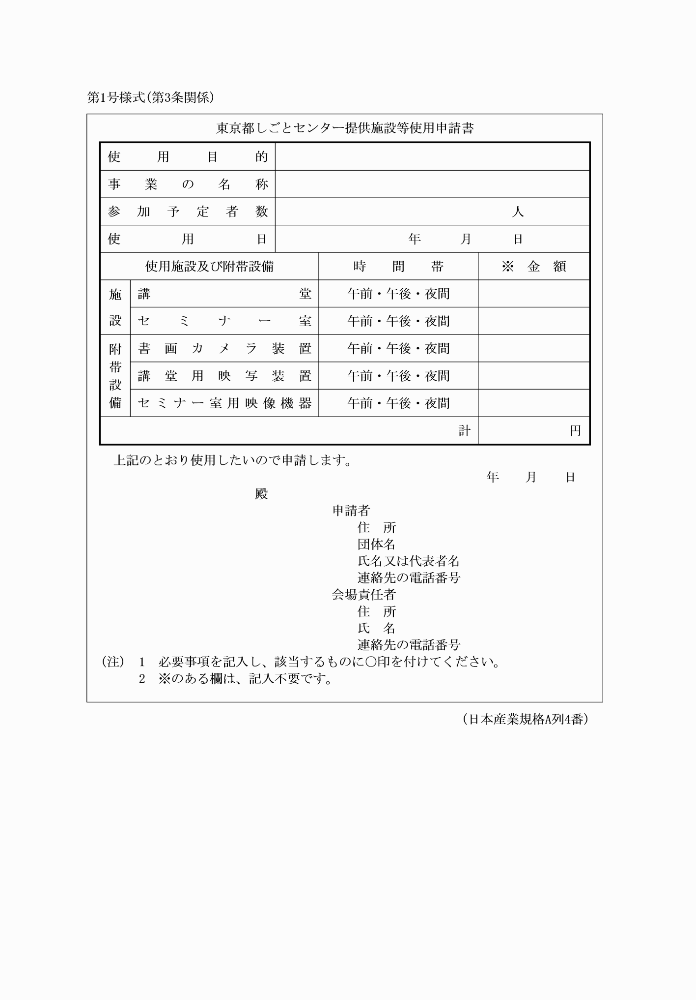 第1号様式(第3条関係)
東京都しごとセンター提供施設等使用申請書
使用目的
事業の名称
参加予定者数 人
使用日 年 月 日
使用施設及び附帯設備 時間帯 ※金額
施設 講堂 午前・午後・夜間
セミナー室 午前・午後・夜間
附帯設備 書画カメラ装置 午前・午後・夜間
講堂用映写装置 午前・午後・夜間
セミナー室用映像機器 午前・午後・夜間
計 円
上記のとおり使用したいので申請します。
年 月 日
殿
申請者
住 所
団体名
氏名又は代表者名
連絡先の電話番号
会場責任者
住 所
氏 名
連絡先の電話番号
(注) 1 必要事項を記入し、該当するものに○印を付けてください。
2 ※のある欄は、記入不要です。
(日本産業規格A列4番)